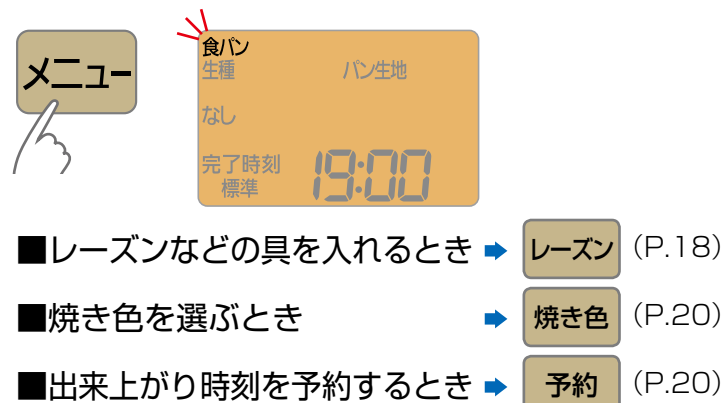 メニュー
食パン
生種 パン生地
なし
完了時刻
標準 19:00
■レーズンなどの具を入れるとき ➡ レーズン (P.18)
■焼き色を選ぶとき ➡ 焼き色 (P.20)
■出来上がり時刻を予約するとき ➡ 予約 (P.20)